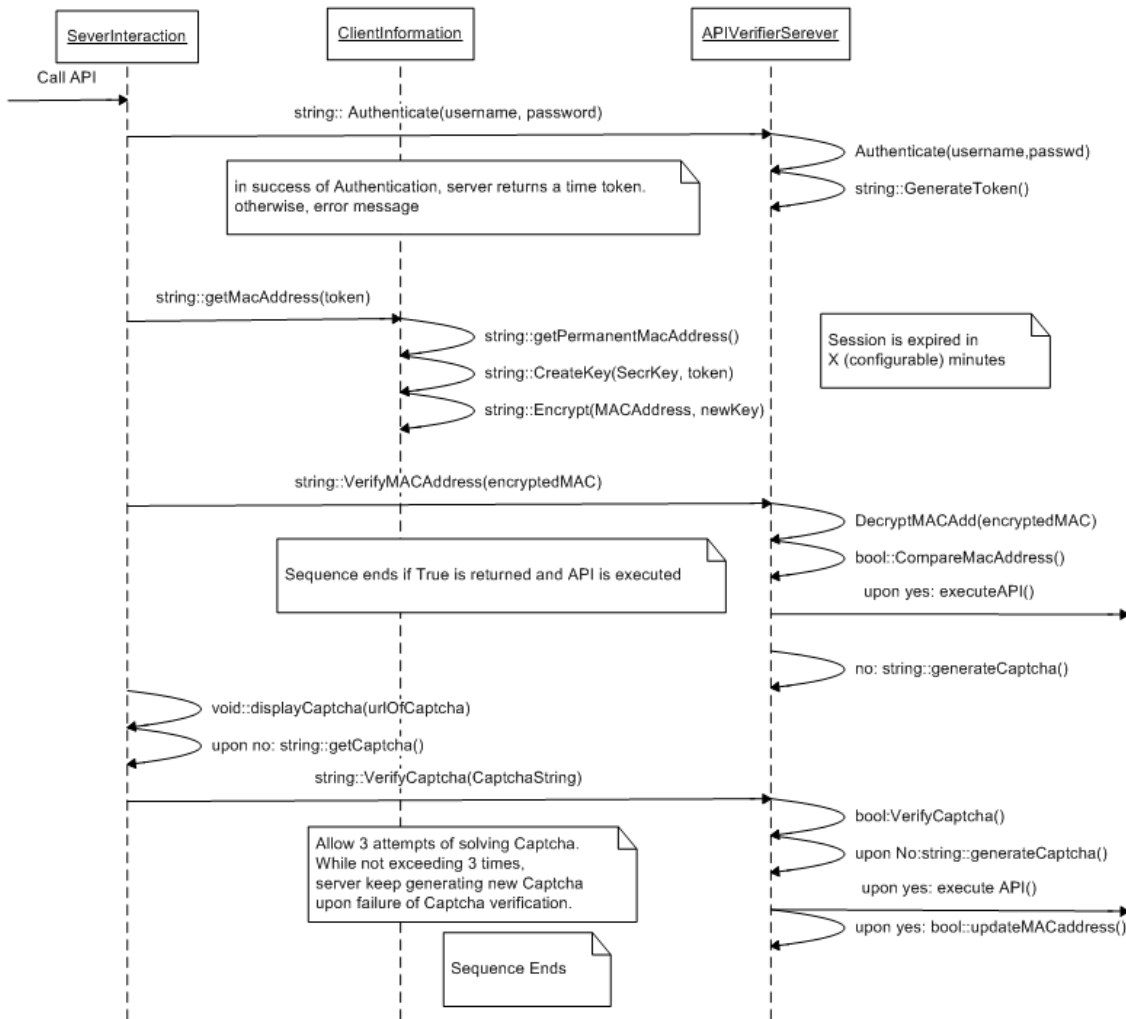 SeverInteraction
ClientInformation
APIVerifierSerever
Call API
string:: Authenticate(username, password)
Authenticate(username,passwd)
in success of Authentication, server returns a time token.
otherwise, error message
string::GenerateToken()
string::getMacAddress(token)
string::getPermanentMacAddress()
Session is expired in
X (configurable) minutes
string::CreateKey(SecrKey, token)
string::Encrypt(MACAddress, newKey)
string::VerifyMACAddress(encryptedMAC)
DecryptMACAdd(encryptedMAC)
bool::CompareMacAddress()
Sequence ends if True is returned and API is executed
upon yes: executeAPI()
no: string::generateCaptcha()
void::displayCaptcha(urlOfCaptcha)
upon no: string::getCaptcha()
string::VerifyCaptcha(CaptchaString)
bool:VerifyCaptcha()
Allow 3 attempts of solving Captcha.
While not exceeding 3 times,
server keep generating new Captcha
upon failure of Captcha verification.
upon No:string::generateCaptcha()
upon yes: execute API()
upon yes: bool::updateMACaddress()
Sequence Ends